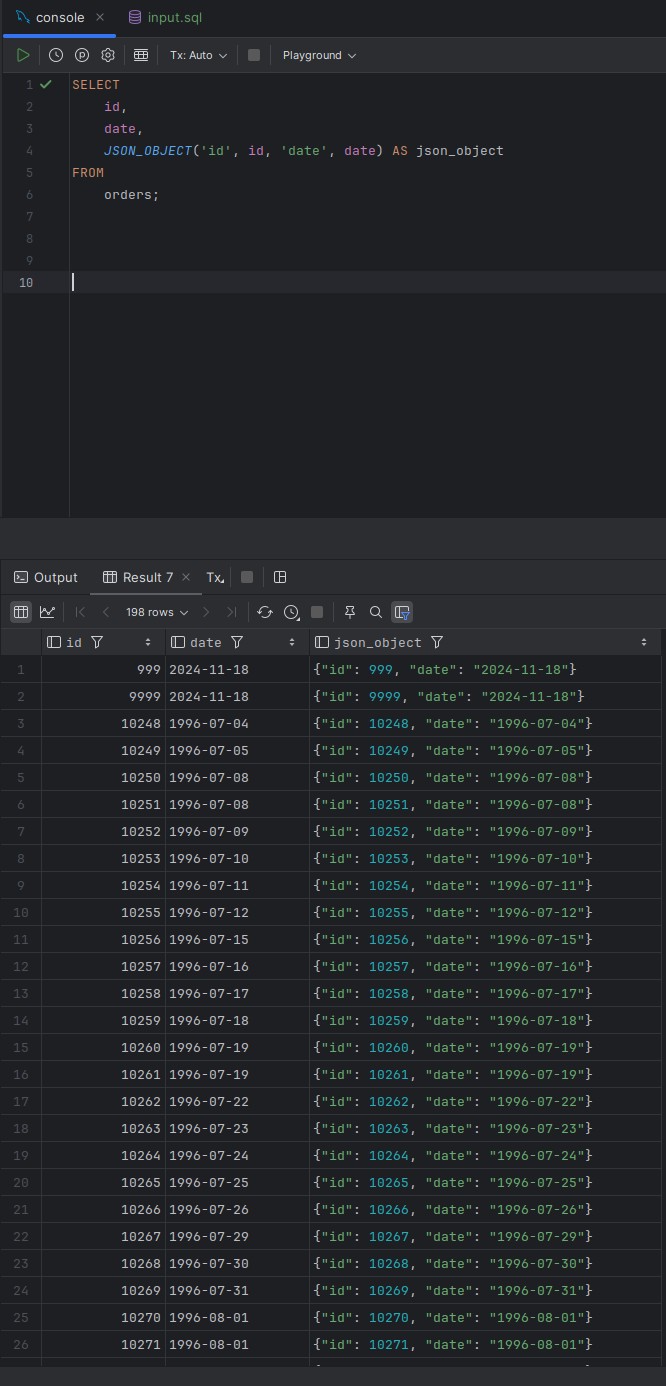 console
input.sql
Tx: Auto
Playground
1 SELECT
2 id,
3 date,
4 JSON_OBJECT('id', id, 'date', date) AS json_object
5 FROM
6 orders;
7
8
9
10
Output
Result 7
Tx
198 rows
id date json_object
1 999 2024-11-18 {"id": 999, "date": "2024-11-18"}
2 9999 2024-11-18 {"id": 9999, "date": "2024-11-18"}
3 10248 1996-07-04 {"id": 10248, "date": "1996-07-04"}
4 10249 1996-07-05 {"id": 10249, "date": "1996-07-05"}
5 10250 1996-07-08 {"id": 10250, "date": "1996-07-08"}
6 10251 1996-07-08 {"id": 10251, "date": "1996-07-08"}
7 10252 1996-07-09 {"id": 10252, "date": "1996-07-09"}
8 10253 1996-07-10 {"id": 10253, "date": "1996-07-10"}
9 10254 1996-07-11 {"id": 10254, "date": "1996-07-11"}
10 10255 1996-07-12 {"id": 10255, "date": "1996-07-12"}
11 10256 1996-07-15 {"id": 10256, "date": "1996-07-15"}
12 10257 1996-07-16 {"id": 10257, "date": "1996-07-16"}
13 10258 1996-07-17 {"id": 10258, "date": "1996-07-17"}
14 10259 1996-07-18 {"id": 10259, "date": "1996-07-18"}
15 10260 1996-07-19 {"id": 10260, "date": "1996-07-19"}
16 10261 1996-07-19 {"id": 10261, "date": "1996-07-19"}
17 10262 1996-07-22 {"id": 10262, "date": "1996-07-22"}
18 10263 1996-07-23 {"id": 10263, "date": "1996-07-23"}
19 10264 1996-07-24 {"id": 10264, "date": "1996-07-24"}
20 10265 1996-07-25 {"id": 10265, "date": "1996-07-25"}
21 10266 1996-07-26 {"id": 10266, "date": "1996-07-26"}
22 10267 1996-07-29 {"id": 10267, "date": "1996-07-29"}
23 10268 1996-07-30 {"id": 10268, "date": "1996-07-30"}
24 10269 1996-07-31 {"id": 10269, "date": "1996-07-31"}
25 10270 1996-08-01 {"id": 10270, "date": "1996-08-01"}
26 10271 1996-08-01 {"id": 10271, "date": "1996-08-01"}